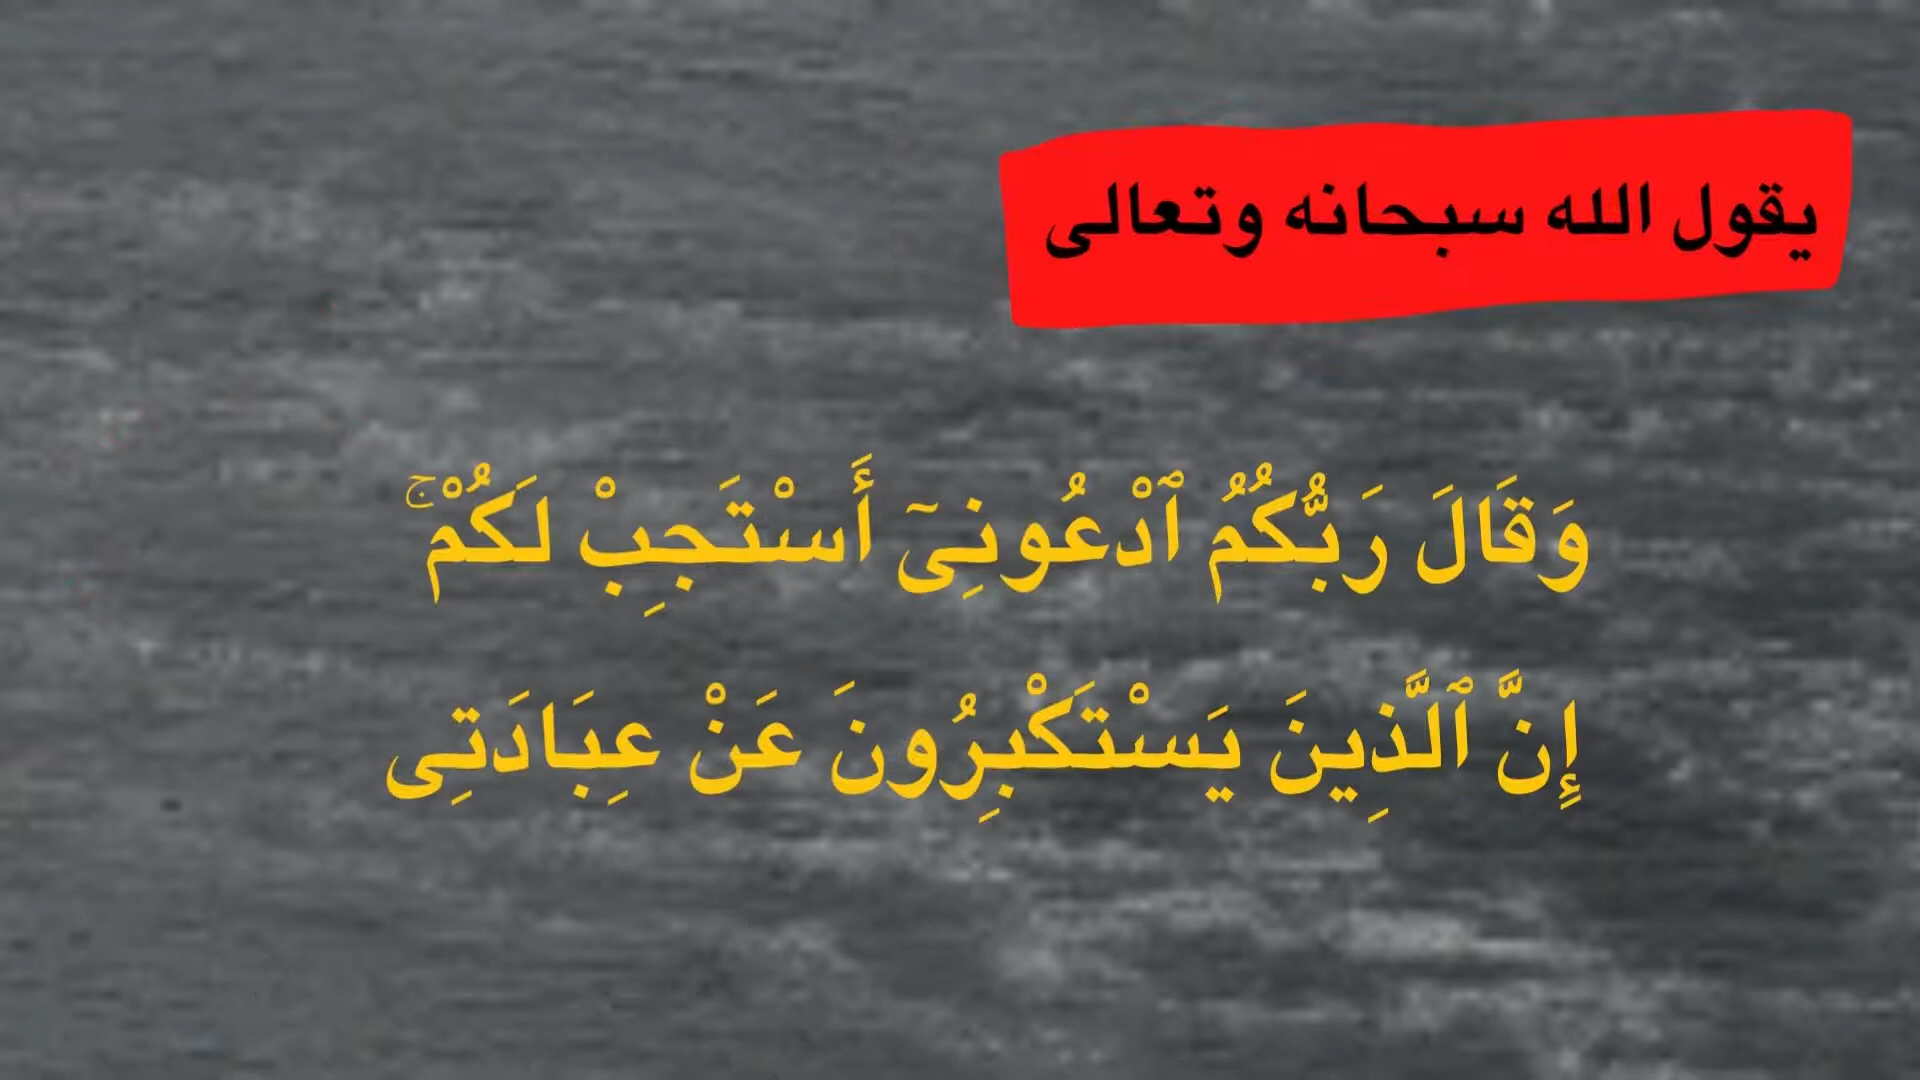 يقول الله سبحانه وتعالى
وَقَالَ رَبُّكُمُ ٱدْعُونِىٓ أَسْتَجِبْ لَكُمْ ۚ
إِنَّ ٱلَّذِينَ يَسْتَكْبِرُونَ عَنْ عِبَادَتِى